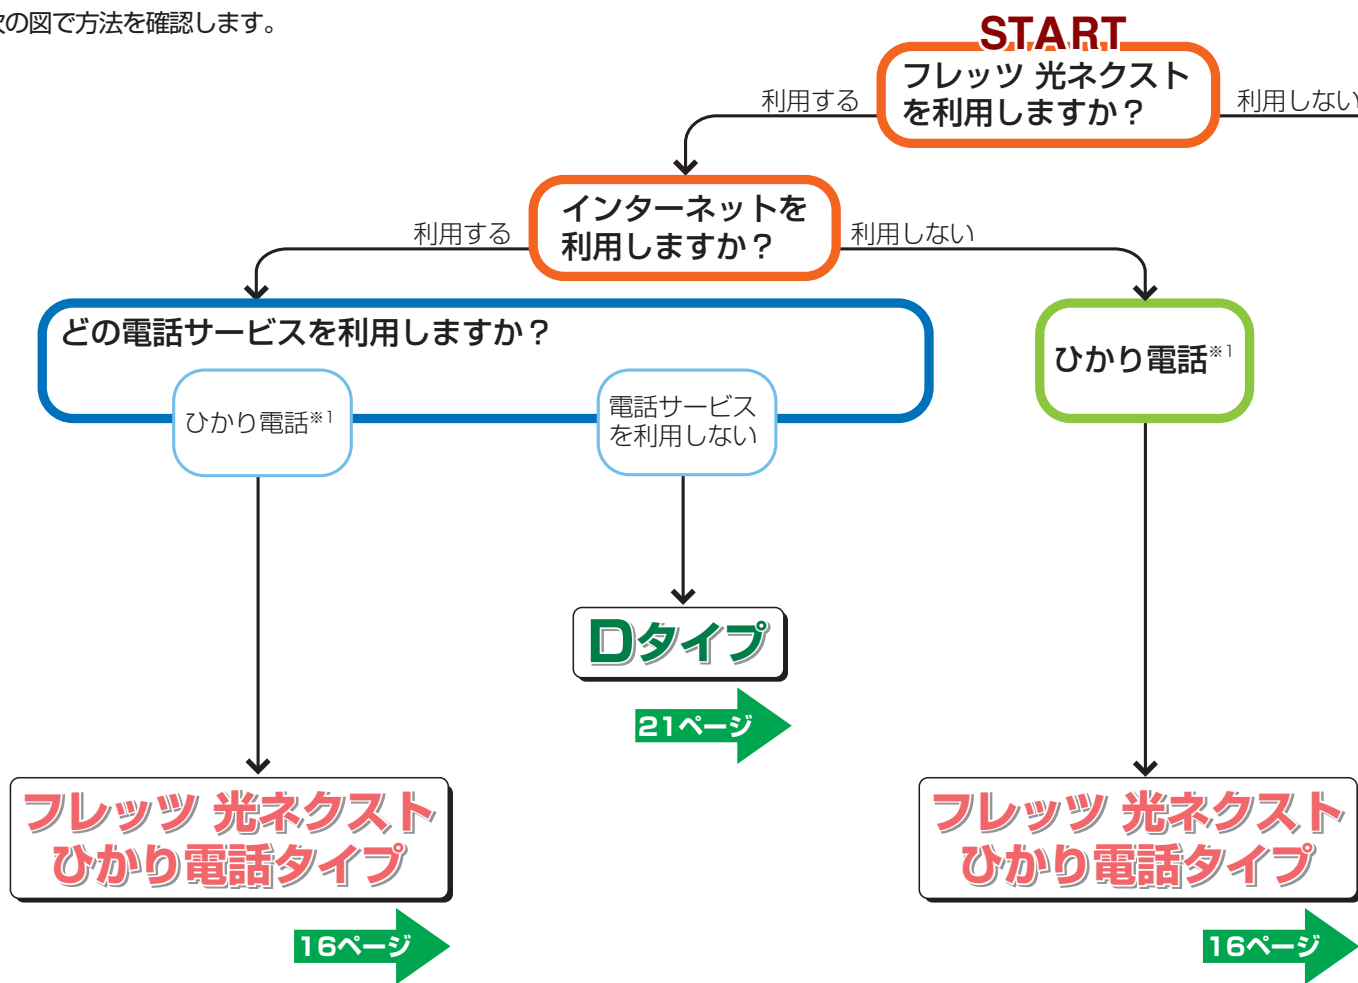 次の図で方法を確認します。
START
フレッツ 光ネクスト
を利用しますか？
利用する
利用しない
インターネットを
利用しますか？
利用する
利用しない
どの電話サービスを利用しますか？
ひかり電話※1
電話サービス
を利用しない
ひかり電話※1
Dタイプ
21ページ
フレッツ 光ネクスト
ひかり電話タイプ
16ページ
フレッツ 光ネクスト
ひかり電話タイプ
16ページ